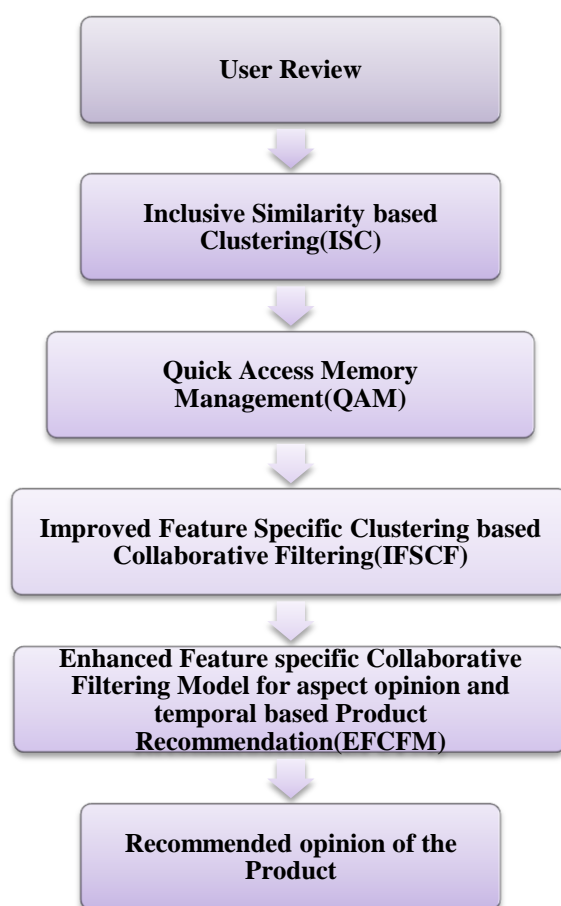 User Review
Inclusive Similarity based
Clustering(ISC)
Quick Access Memory
Management(QAM)
Improved Feature Specific Clustering based
Collaborative Filtering(IFSCF)
Enhanced Feature specific Collaborative
Filtering Model for aspect opinion and
temporal based Product
Recommendation(EFCFM)
Recommended opinion of the
Product